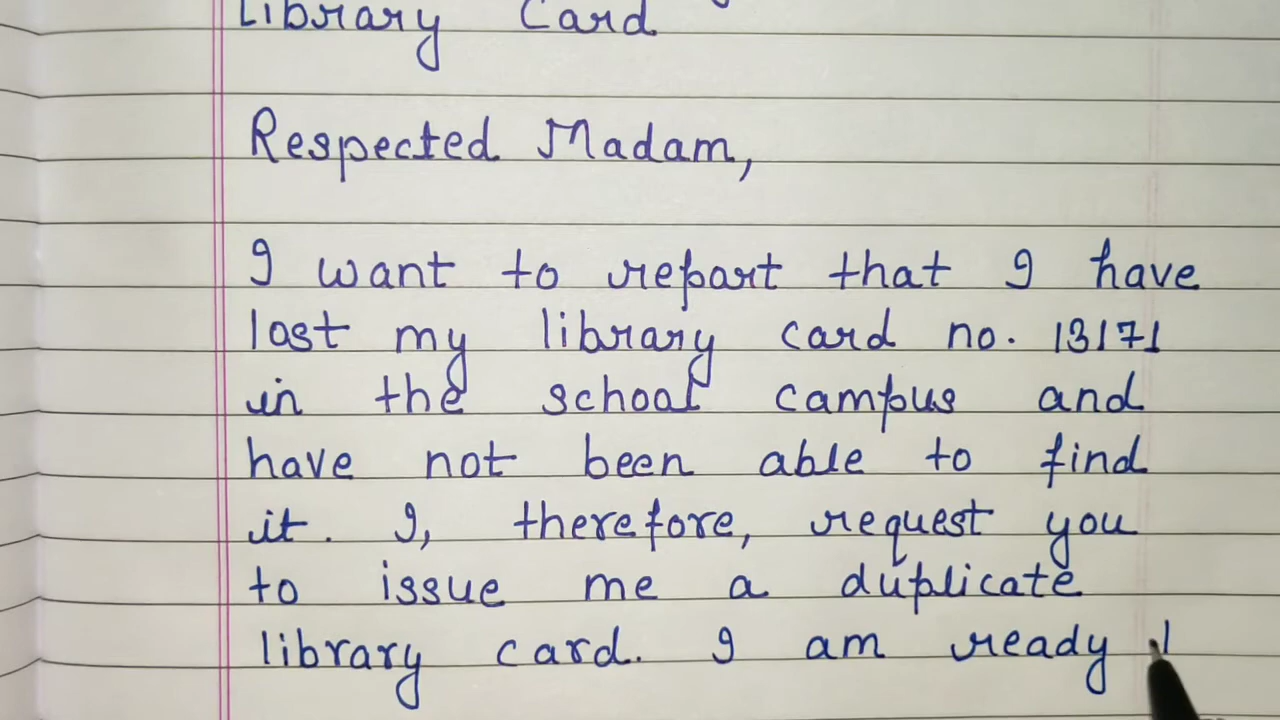 Library Card
Respected Madam,
I want to report that I have
lost my library card no. 13171
in the school campus and
have not been able to find
it. I, therefore, request you
to issue me a duplicate
library card. I am ready